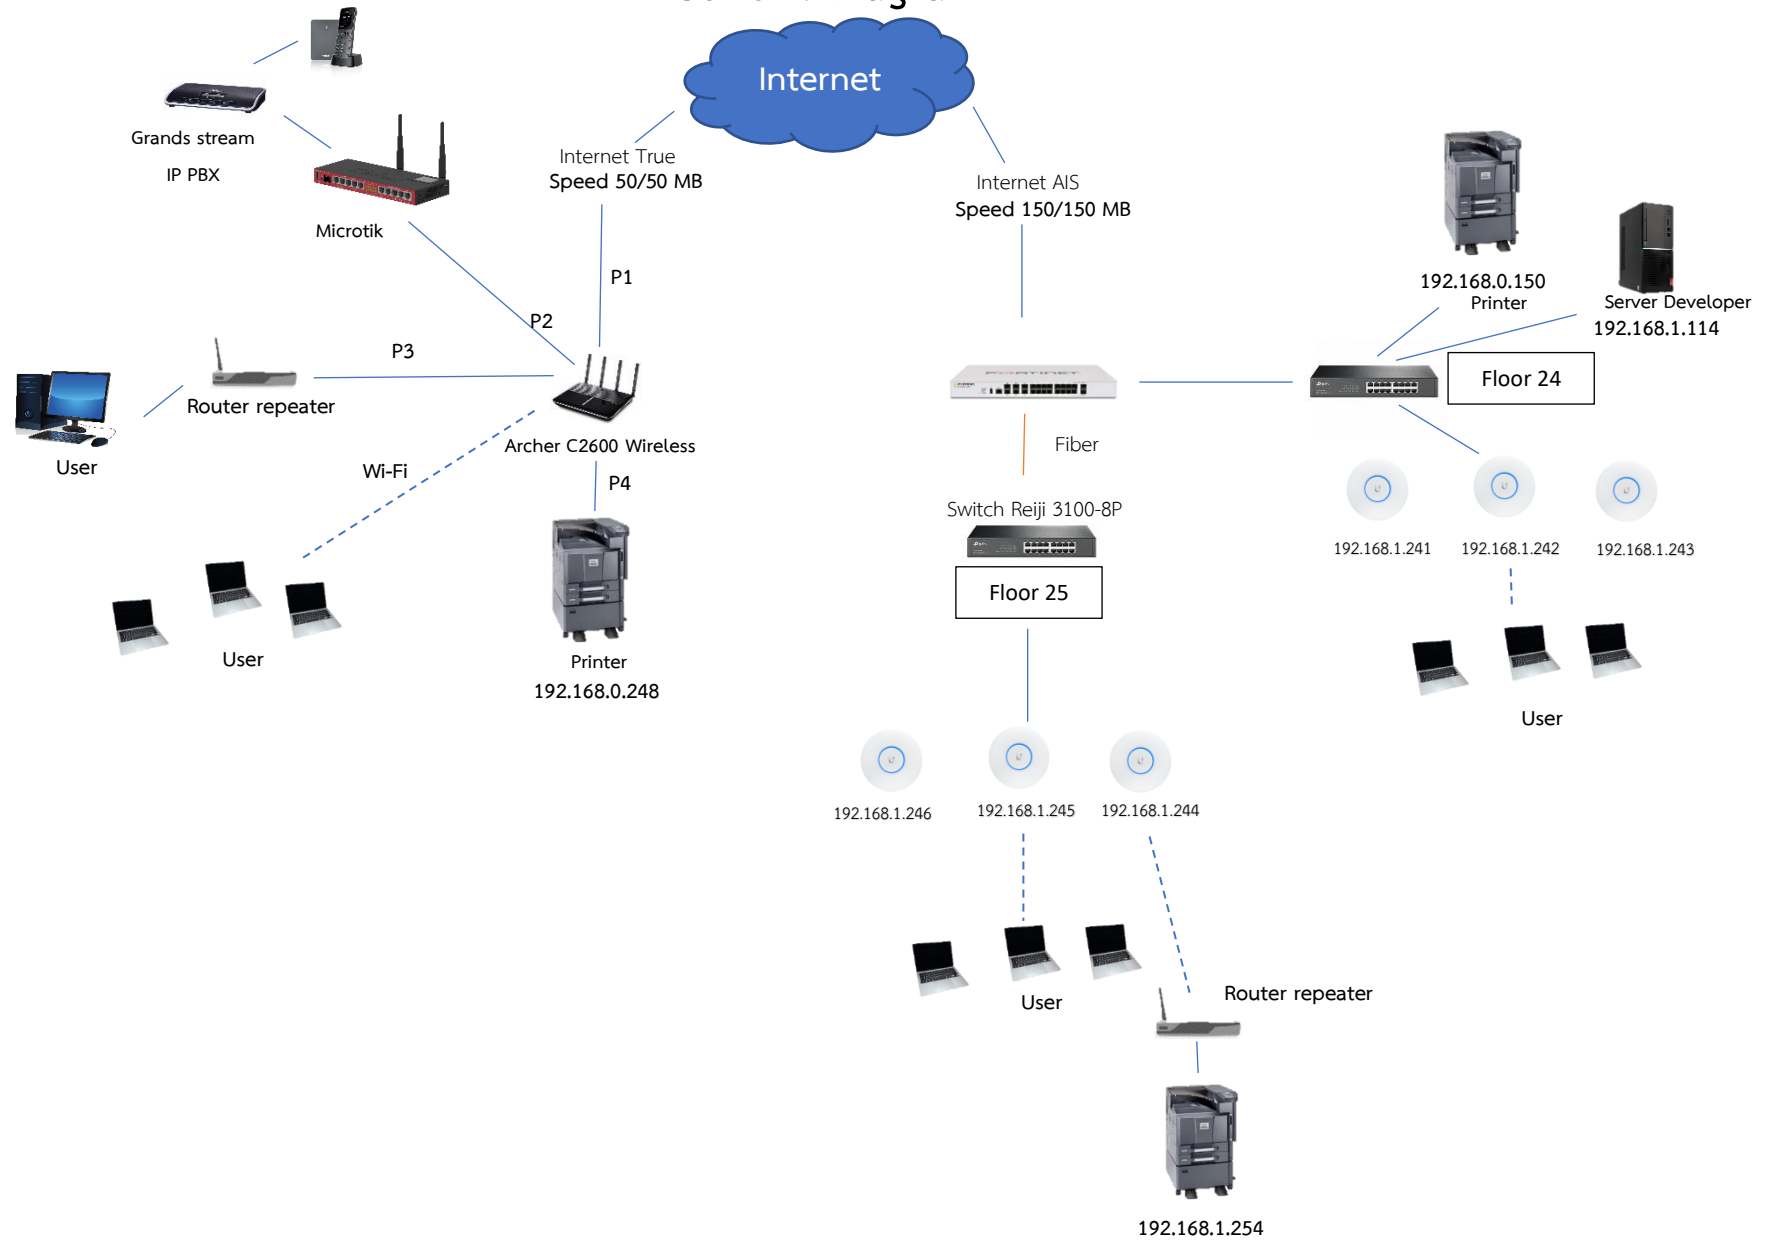 Internet
Grands stream
IP PBX
Microtik
Internet True
Speed 50/50 MB
Internet AIS
Speed 150/150 MB
192.168.0.150
Printer
Server Developer
192.168.1.114
P1
P2
P3
Router repeater
User
Archer C2600 Wireless
Wi-Fi
P4
FORTINET
Floor 24
Fiber
Switch Reiji 3100-8P
Floor 25
192.168.1.241
192.168.1.242
192.168.1.243
User
Printer
192.168.0.248
User
192.168.1.246
192.168.1.245
192.168.1.244
User
Router repeater
192.168.1.254